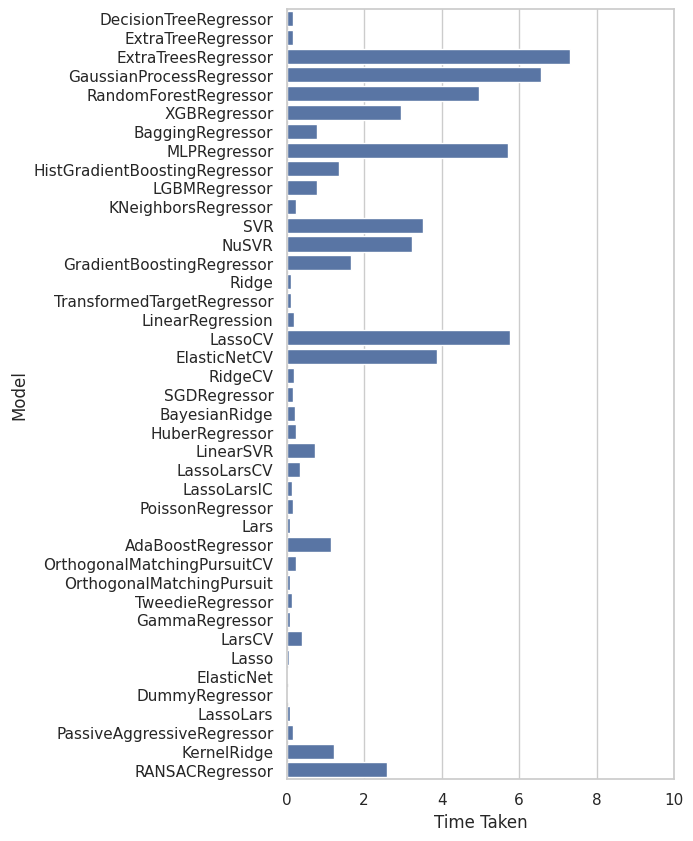 DecisionTreeRegressor
ExtraTreeRegressor
ExtraTreesRegressor
GaussianProcessRegressor
RandomForestRegressor
XGBRegressor
BaggingRegressor
MLPRegressor
HistGradientBoostingRegressor
LGBMRegressor
KNeighborsRegressor
SVR
NuSVR
GradientBoostingRegressor
Ridge
TransformedTargetRegressor
LinearRegression
LassoCV
ElasticNetCV
RidgeCV
SGDRegressor
BayesianRidge
HuberRegressor
LinearSVR
LassoLarsCV
LassoLarsIC
PoissonRegressor
Lars
AdaBoostRegressor
OrthogonalMatchingPursuitCV
OrthogonalMatchingPursuit
TweedieRegressor
GammaRegressor
LarsCV
Lasso
ElasticNet
DummyRegressor
LassoLars
PassiveAggressiveRegressor
KernelRidge
RANSACRegressor
Model
0 2 4 6 8 10
Time Taken